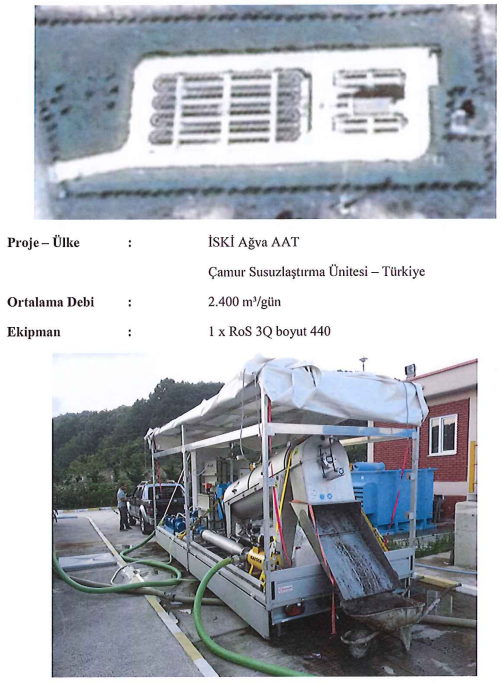 Proje – Ülke : İSKİ Ağva AAT
Çamur Susuzlaştırma Ünitesi – Türkiye
Ortalama Debi : 2.400 m³/gün
Ekipman : 1 x RoS 3Q boyut 440